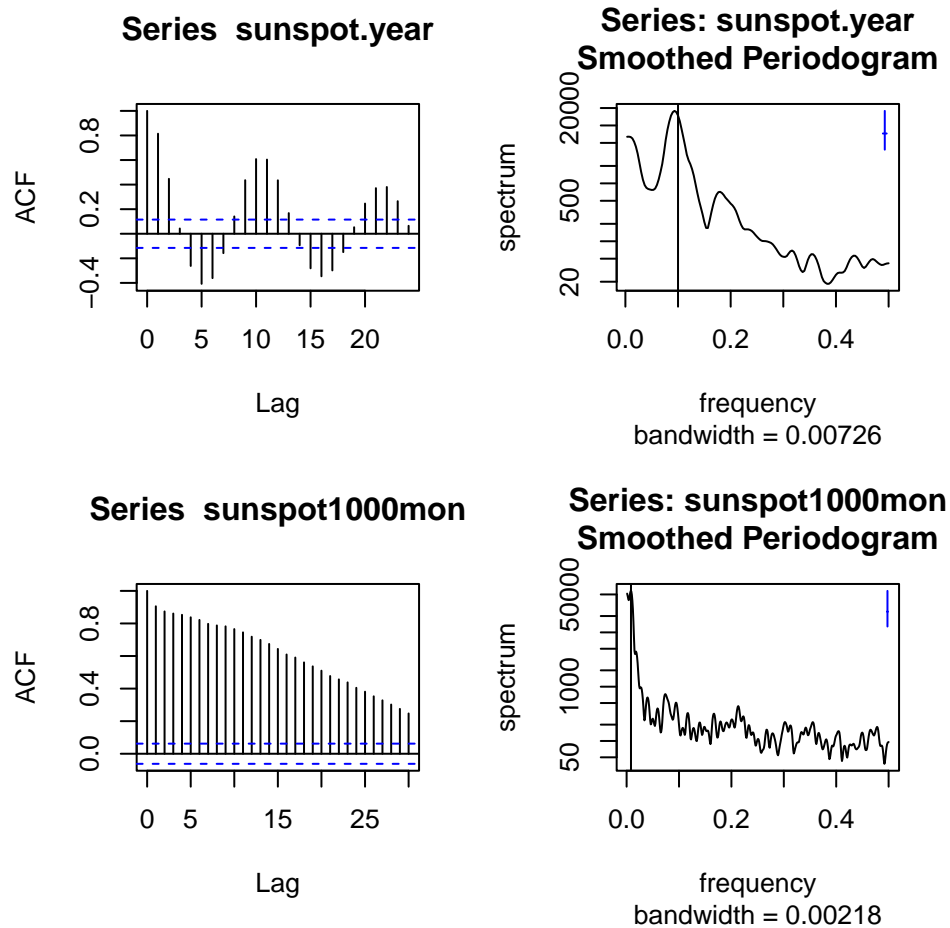 Series  sunspot.year
ACF
0.8
0.2
−0.4
0 5 10 15 20
Lag
Series: sunspot.year
Smoothed Periodogram
spectrum
20000
500
20
0.0 0.2 0.4
frequency
bandwidth = 0.00726
Series  sunspot1000mon
ACF
0.8
0.4
0.0
0 5 15 25
Lag
Series: sunspot1000mon
Smoothed Periodogram
spectrum
50000
1000
50
0.0 0.2 0.4
frequency
bandwidth = 0.00218